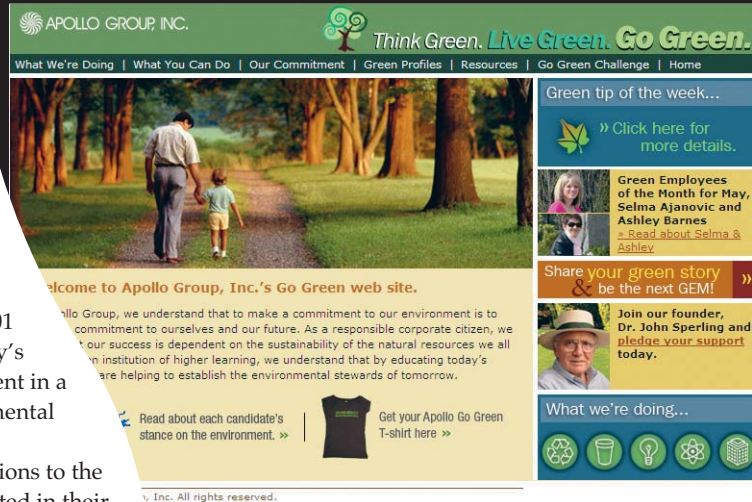 APOLLO GROUP, INC.
Think Green. Live Green. Go Green.
What We're Doing | What You Can Do | Our Commitment | Green Profiles | Resources | Go Green Challenge | Home
Green tip of the week...
» Click here for
more details.
Green Employees
of the Month for May,
Selma Ajanovic and
Ashley Barnes
» Read about Selma &
Ashley
Share your green story
& be the next GEM! »
Join our founder,
Dr. John Sperling and
pledge your support
today.
What we're doing...
elcome to Apollo Group, Inc.'s Go Green web site.
llo Group, we understand that to make a commitment to our environment is to
commitment to ourselves and our future. As a responsible corporate citizen, we
our success is dependent on the sustainability of the natural resources we all
n institution of higher learning, we understand that by educating today's
are helping to establish the environmental stewards of tomorrow.
Read about each candidate's
stance on the environment. »
Get your Apollo Go Green
T-shirt here »
, Inc. All rights reserved.
01
y's
ent in a
mental
ions to the
ted in their